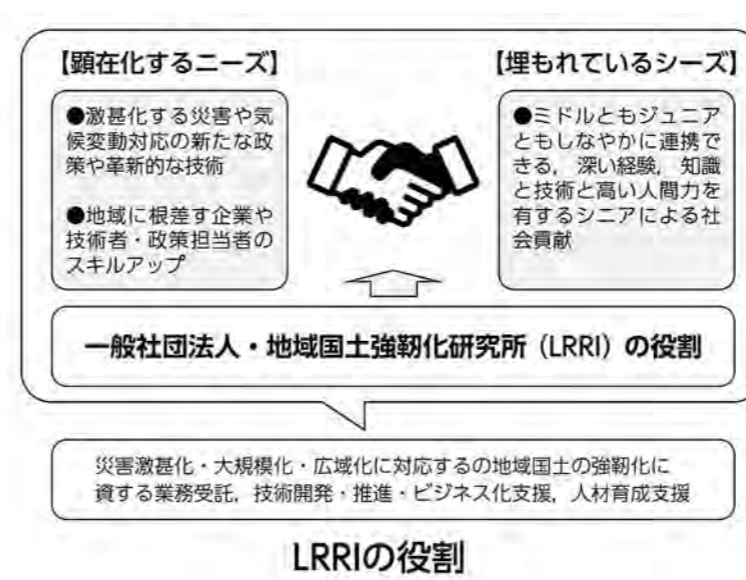 【顕在化するニーズ】
●激甚化する災害や気
候変動対応の新たな政
策や革新的な技術
●地域に根差す企業や
技術者・政策担当者の
スキルアップ
【埋もれているシーズ】
●ミドルともジュニア
ともしなやかに連携で
きる，深い経験，知識
と技術と高い人間力を
有するシニアによる社
会貢献
一般社団法人・地域国土強靭化研究所（LRRI）の役割
災害激甚化・大規模化・広域化に対応するの地域国土の強靭化に
資する業務受託，技術開発・推進・ビジネス化支援，人材育成支援
LRRIの役割